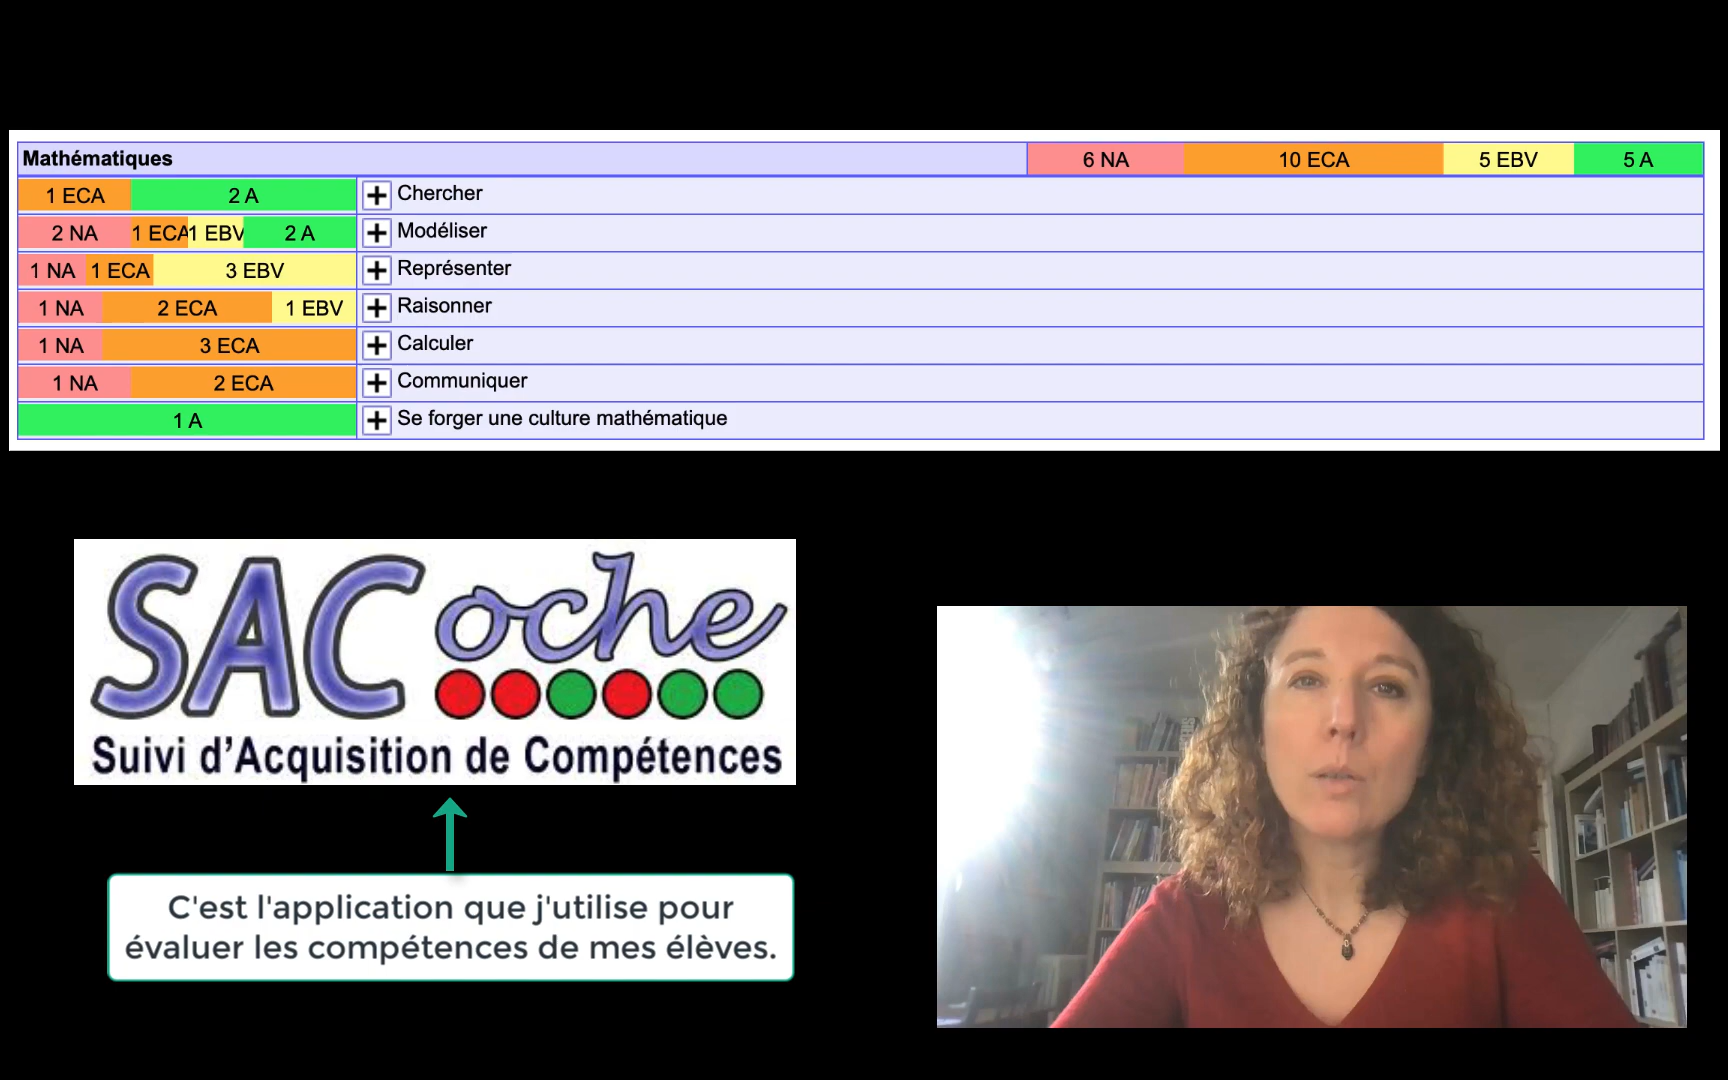 Mathématiques 6 NA 10 ECA 5 EBV 5 A
1 ECA 2 A Chercher
2 NA 1 ECA 1 EBV 2 A Modéliser
1 NA 1 ECA 3 EBV Représenter
1 NA 2 ECA 1 EBV Raisonner
1 NA 3 ECA Calculer
1 NA 2 ECA Communiquer
1 A Se forger une culture mathématique
SACoche
Suivi d'Acquisition de Compétences
C'est l'application que j'utilise pour
évaluer les compétences de mes élèves.